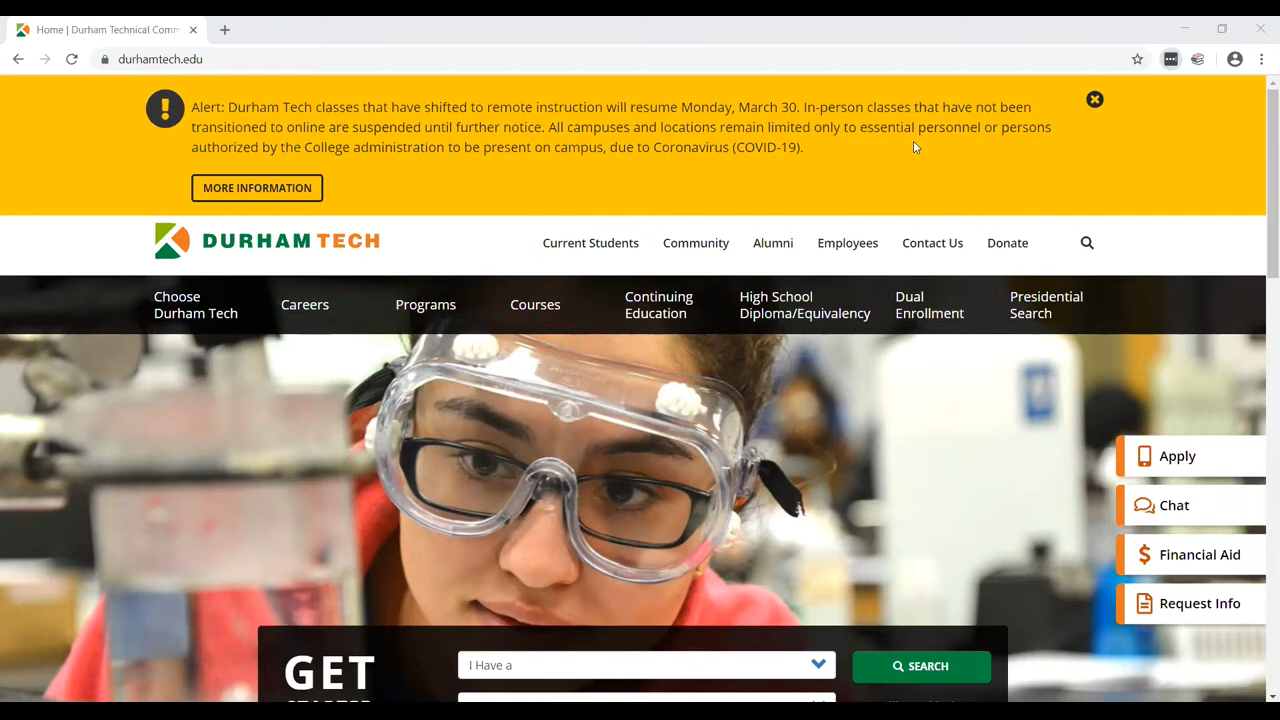 Home | Durham Technical Comm
durhamtech.edu
Alert: Durham Tech classes that have shifted to remote instruction will resume Monday, March 30. In-person classes that have not been
transitioned to online are suspended until further notice. All campuses and locations remain limited only to essential personnel or persons
authorized by the College administration to be present on campus, due to Coronavirus (COVID-19).
MORE INFORMATION
DURHAM TECH
Current Students Community Alumni Employees Contact Us Donate
Choose
Durham Tech
Careers
Programs
Courses
Continuing
Education
High School
Diploma/Equivalency
Dual
Enrollment
Presidential
Search
Apply
Chat
Financial Aid
Request Info
GET
I Have a
SEARCH